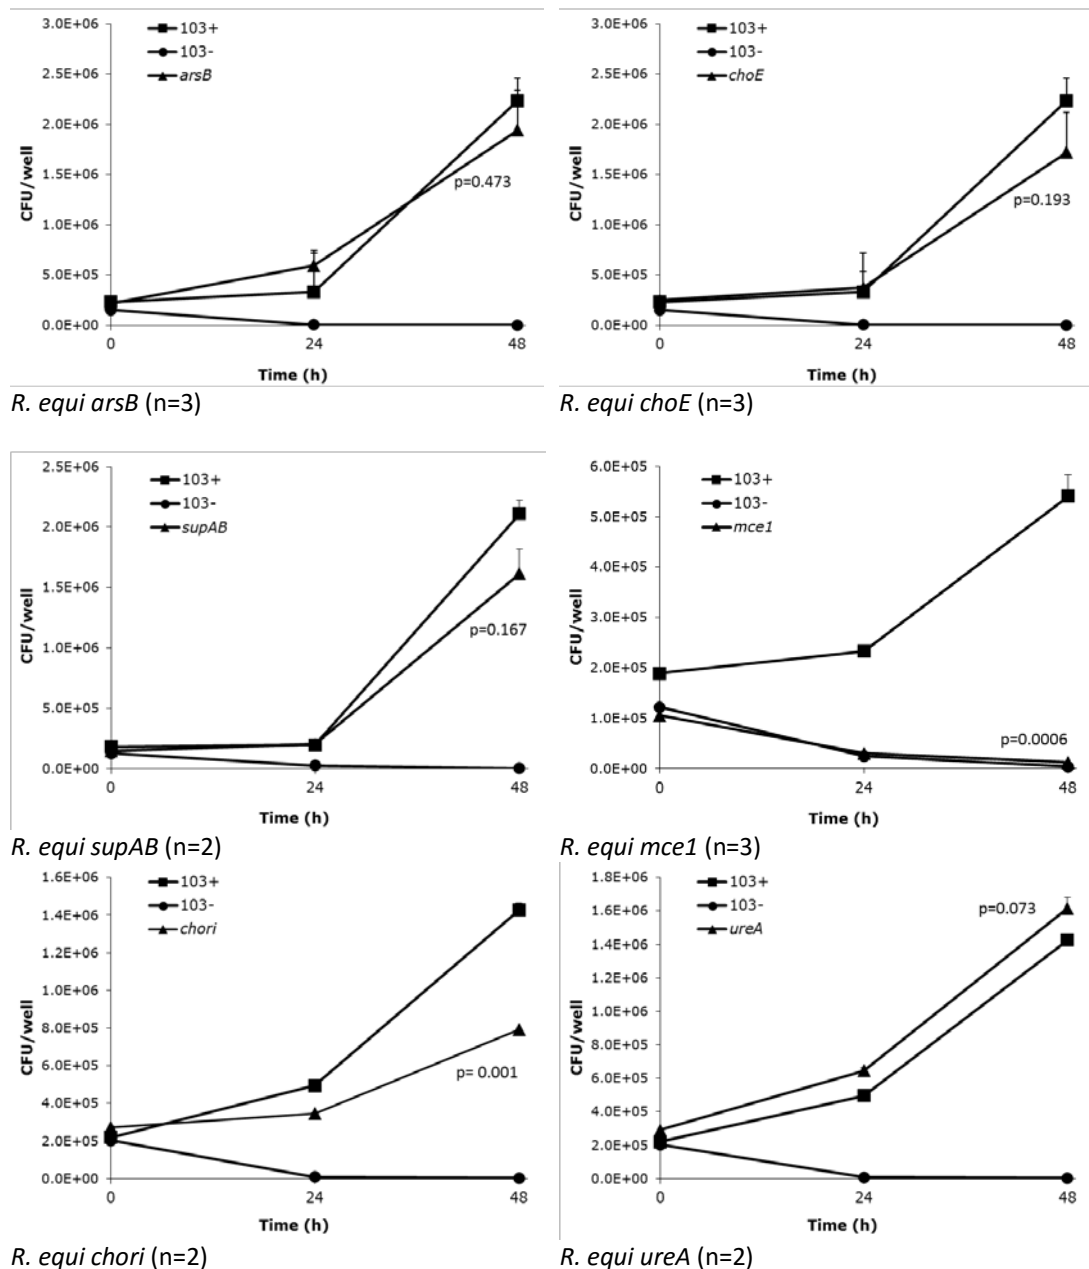 3.0E+06
2.5E+06
2.0E+06
1.5E+06
1.0E+06
5.0E+05
0.0E+00
CFU/well
103+
103-
arsB
p=0.473
0 24 48
Time (h)
R. equi arsB (n=3)
3.0E+06
2.5E+06
2.0E+06
1.5E+06
1.0E+06
5.0E+05
0.0E+00
CFU/well
103+
103-
choE
p=0.193
0 24 48
Time (h)
R. equi choE (n=3)
2.5E+06
2.0E+06
1.5E+06
1.0E+06
5.0E+05
0.0E+00
CFU/well
103+
103-
supAB
p=0.167
0 24 48
Time (h)
R. equi supAB (n=2)
6.0E+05
5.0E+05
4.0E+05
3.0E+05
2.0E+05
1.0E+05
0.0E+00
CFU/well
103+
103-
mce1
p=0.0006
0 24 48
Time (h)
R. equi mce1 (n=3)
1.6E+06
1.4E+06
1.2E+06
1.0E+06
8.0E+05
6.0E+05
4.0E+05
2.0E+05
0.0E+00
CFU/well
103+
103-
chori
p= 0.001
0 24 48
Time (h)
R. equi chori (n=2)
1.8E+06
1.6E+06
1.4E+06
1.2E+06
1.0E+06
8.0E+05
6.0E+05
4.0E+05
2.0E+05
0.0E+00
CFU/well
103+
103-
ureA
p=0.073
0 24 48
Time (h)
R. equi ureA (n=2)